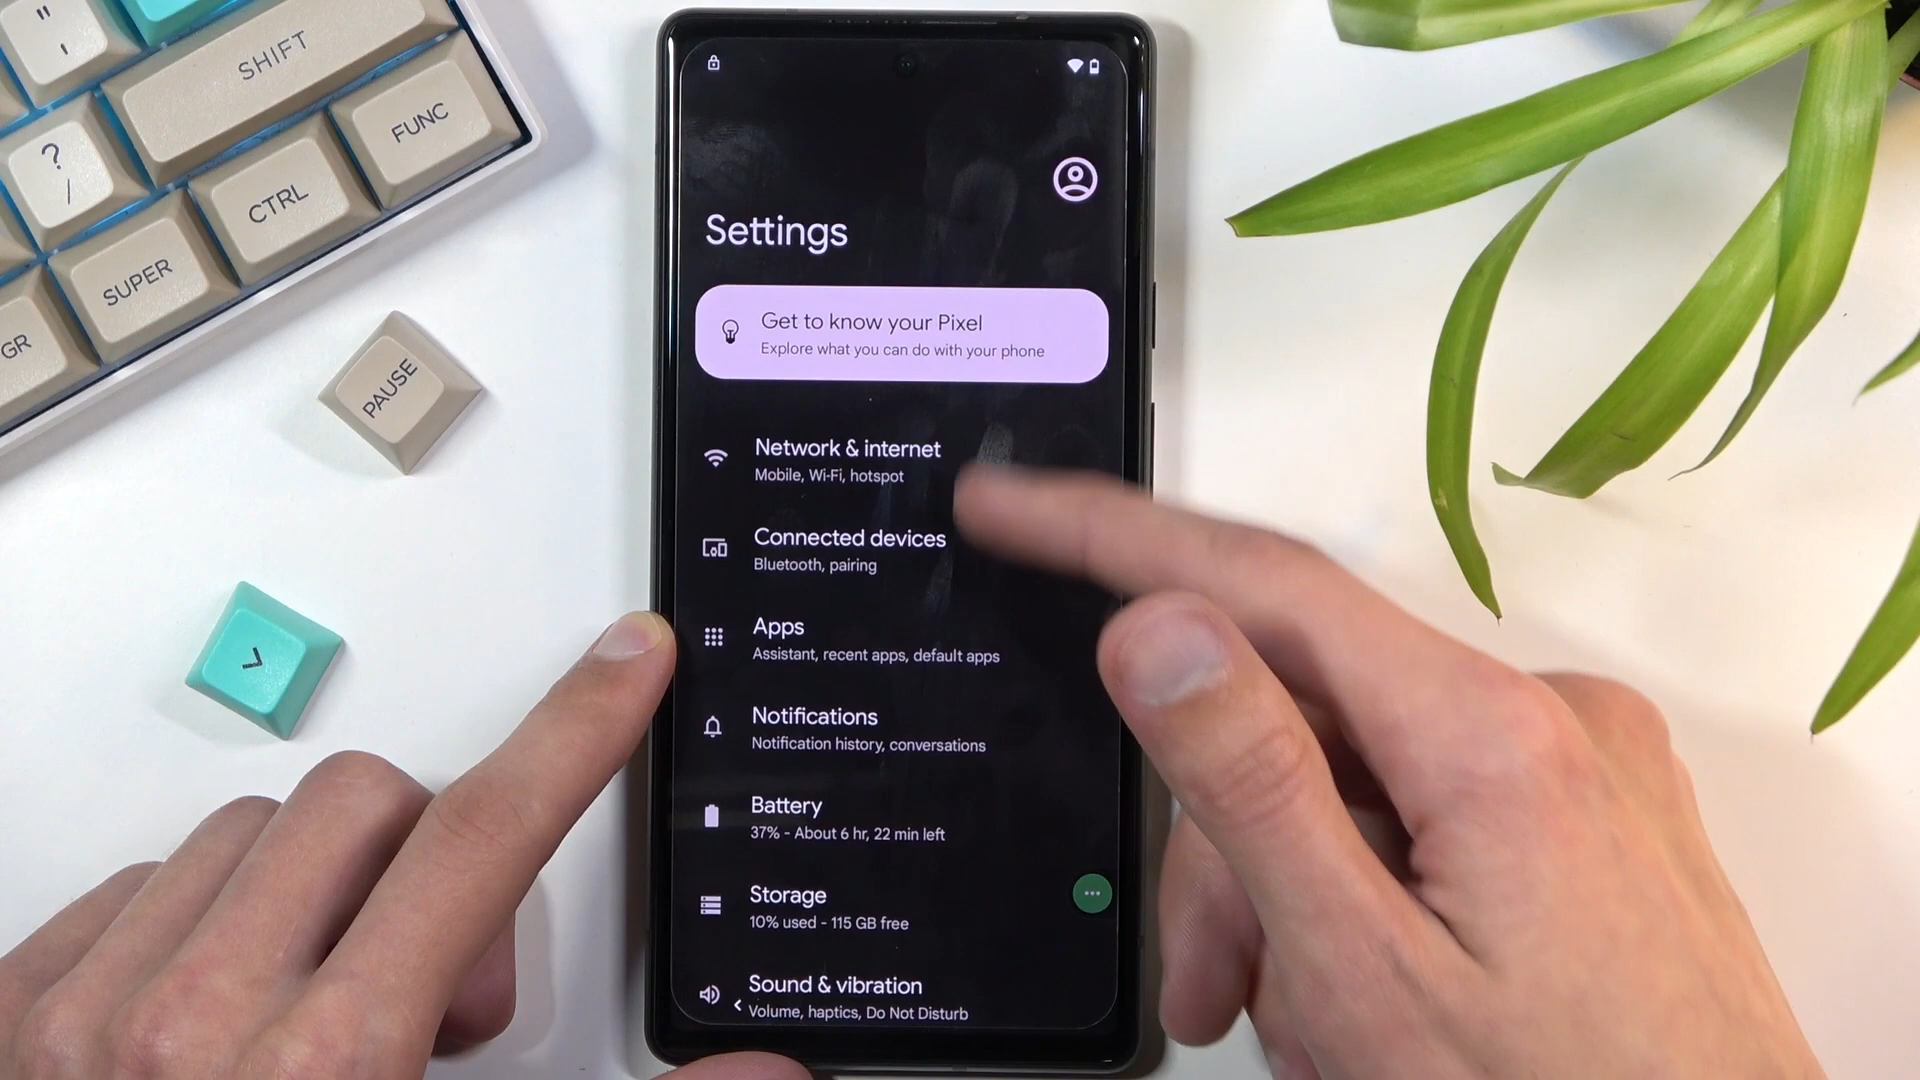 "
'
SHIFT
?
/
CTRL
FUNC
SUPER
GR
PAUSE
Settings
Get to know your Pixel
Explore what you can do with your phone
Network & internet
Mobile, Wi-Fi, hotspot
Connected devices
Bluetooth, pairing
Apps
Assistant, recent apps, default apps
Notifications
Notification history, conversations
Battery
37% - About 6 hr, 22 min left
Storage
10% used - 115 GB free
Sound & vibration
Volume, haptics, Do Not Disturb